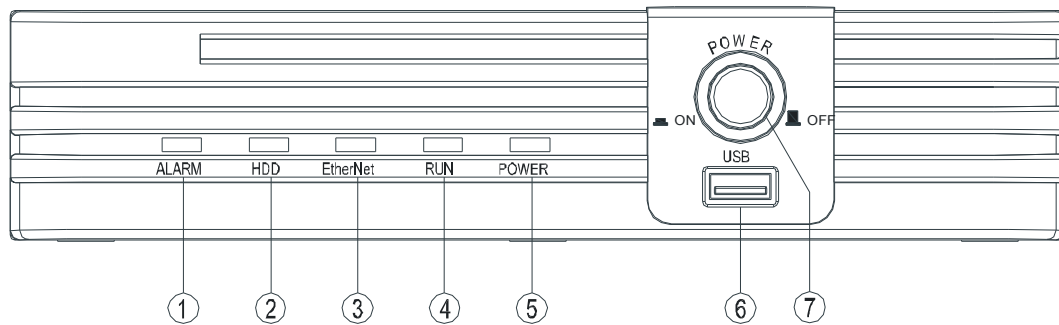 POWER
ON OFF
USB
ALARM HDD EtherNet RUN POWER
1 2 3 4 5 6 7